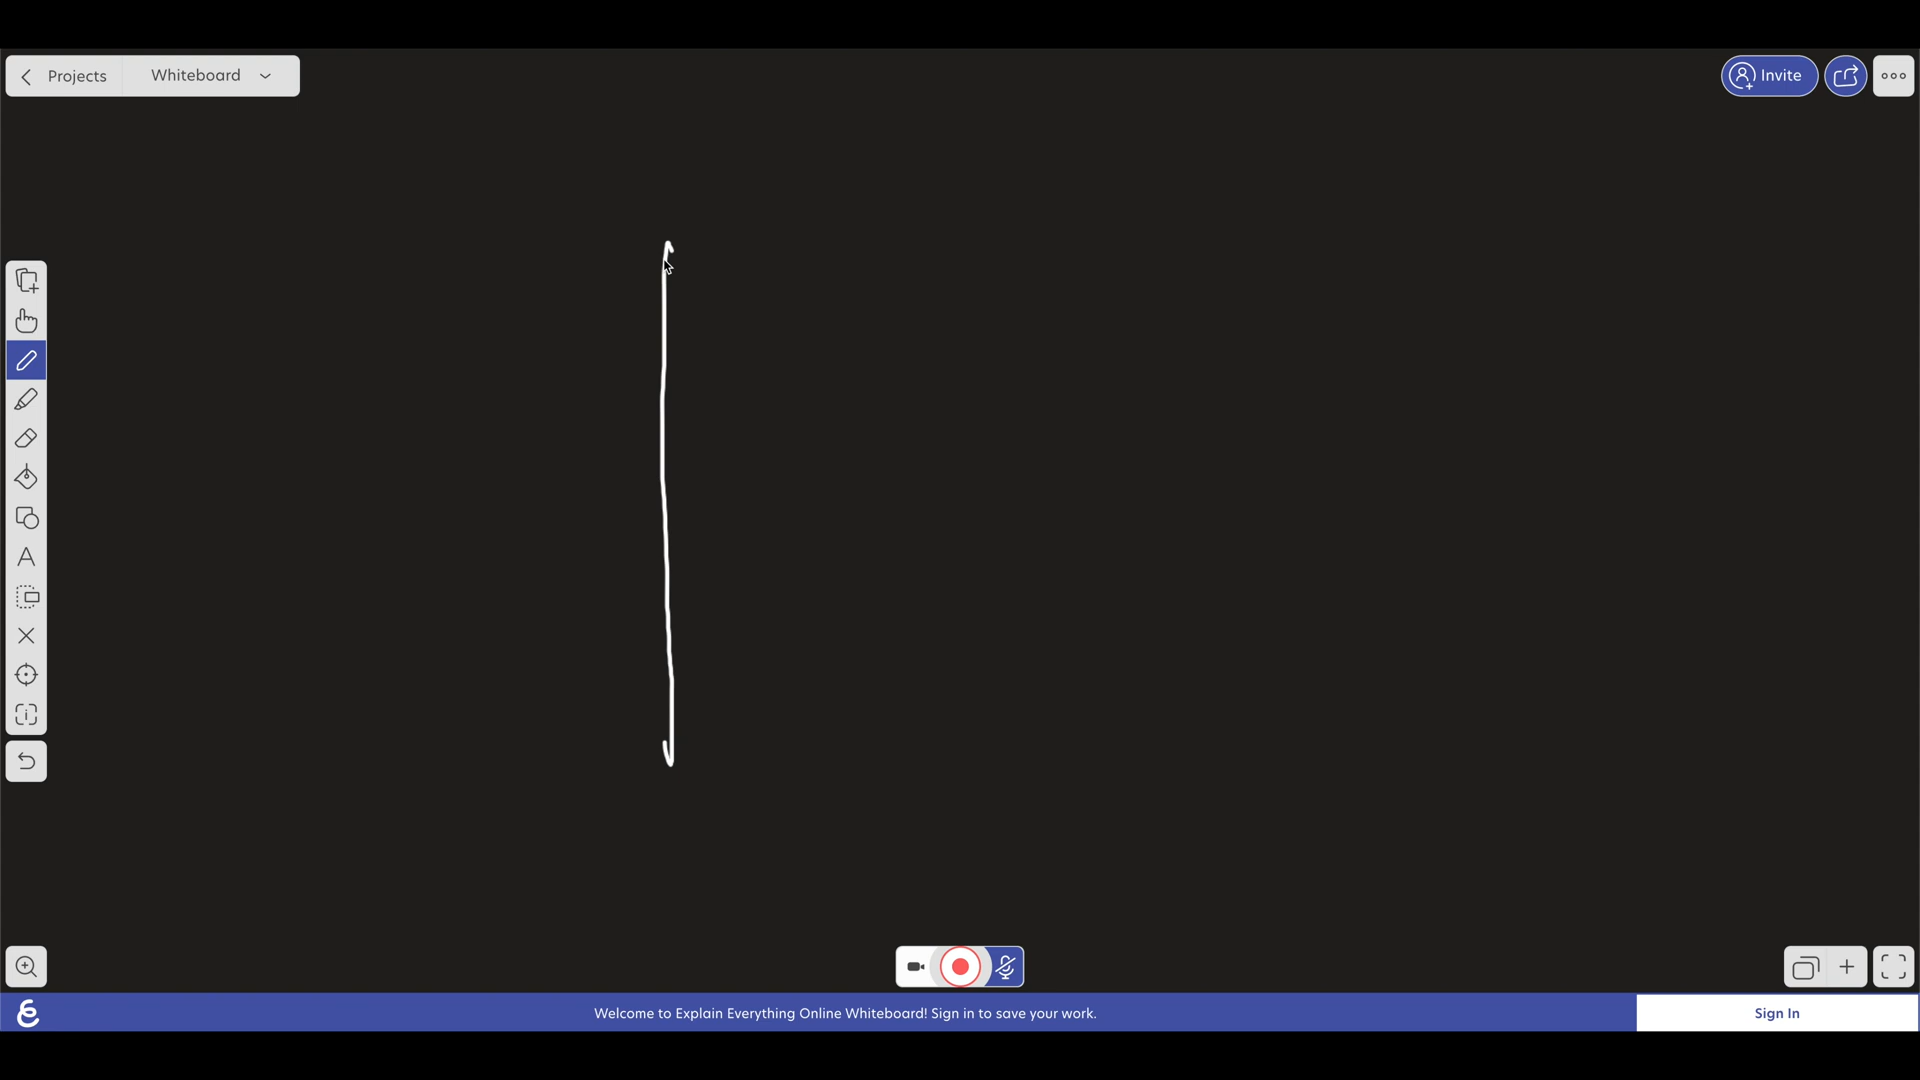 Projects
Whiteboard
Invite
A
Welcome to Explain Everything Online Whiteboard! Sign in to save your work.
Sign In